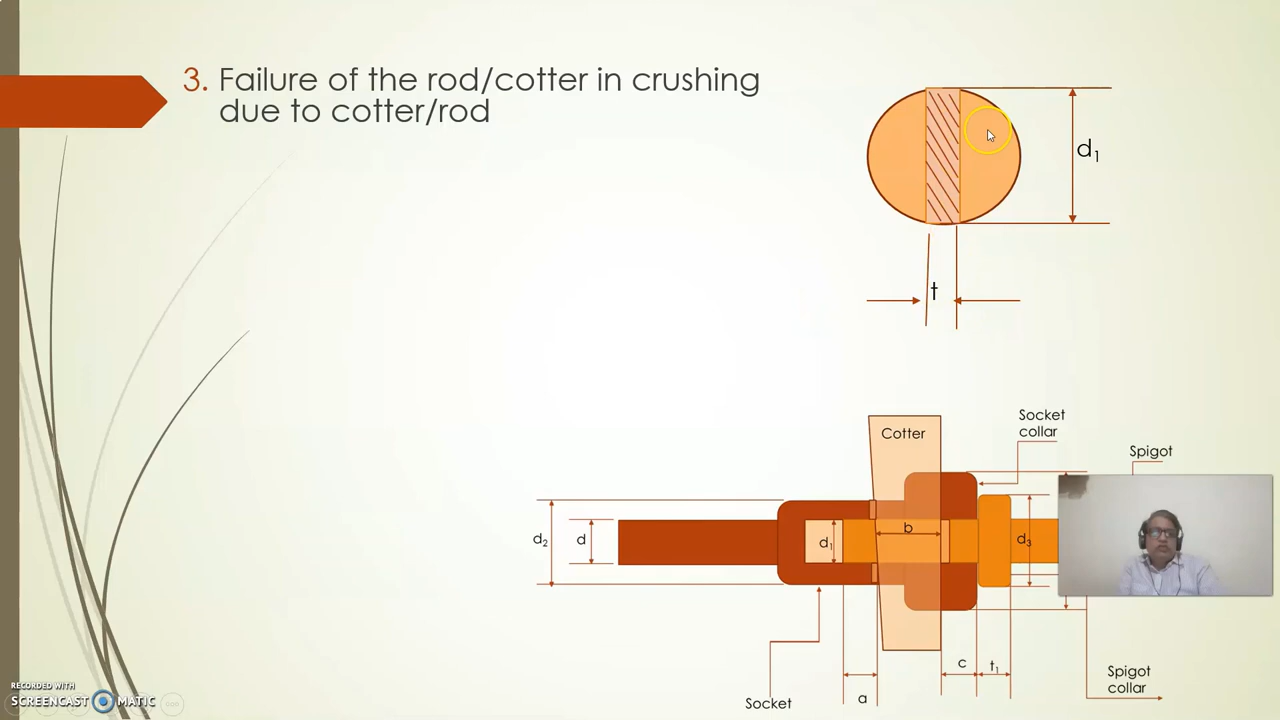 3. Failure of the rod/cotter in crushing
due to cotter/rod
d₁
t
Cotter
Socket
collar
Spigot
d₂
d
d₁
b
d₃
c
t₁
a
Socket
Spigot
collar
RECORDED WITH
SCREENCAST MATIC